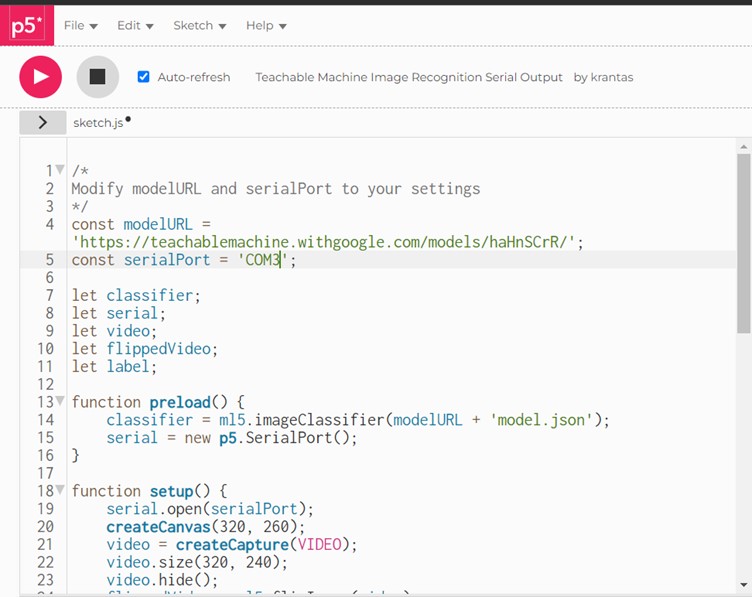 p5*
File Edit Sketch Help
Auto-refresh Teachable Machine Image Recognition Serial Output by krantas
sketch.js
1 /*
2 Modify modelURL and serialPort to your settings
3 */
4 const modelURL =
'https://teachablemachine.withgoogle.com/models/haHnSCrR/';
5 const serialPort = 'COM3';
6
7 let classifier;
8 let serial;
9 let video;
10 let flippedVideo;
11 let label;
12
13 function preload() {
14 classifier = ml5.imageClassifier(modelURL + 'model.json');
15 serial = new p5.SerialPort();
16 }
17
18 function setup() {
19 serial.open(serialPort);
20 createCanvas(320, 260);
21 video = createCapture(VIDEO);
22 video.size(320, 240);
23 video.hide();